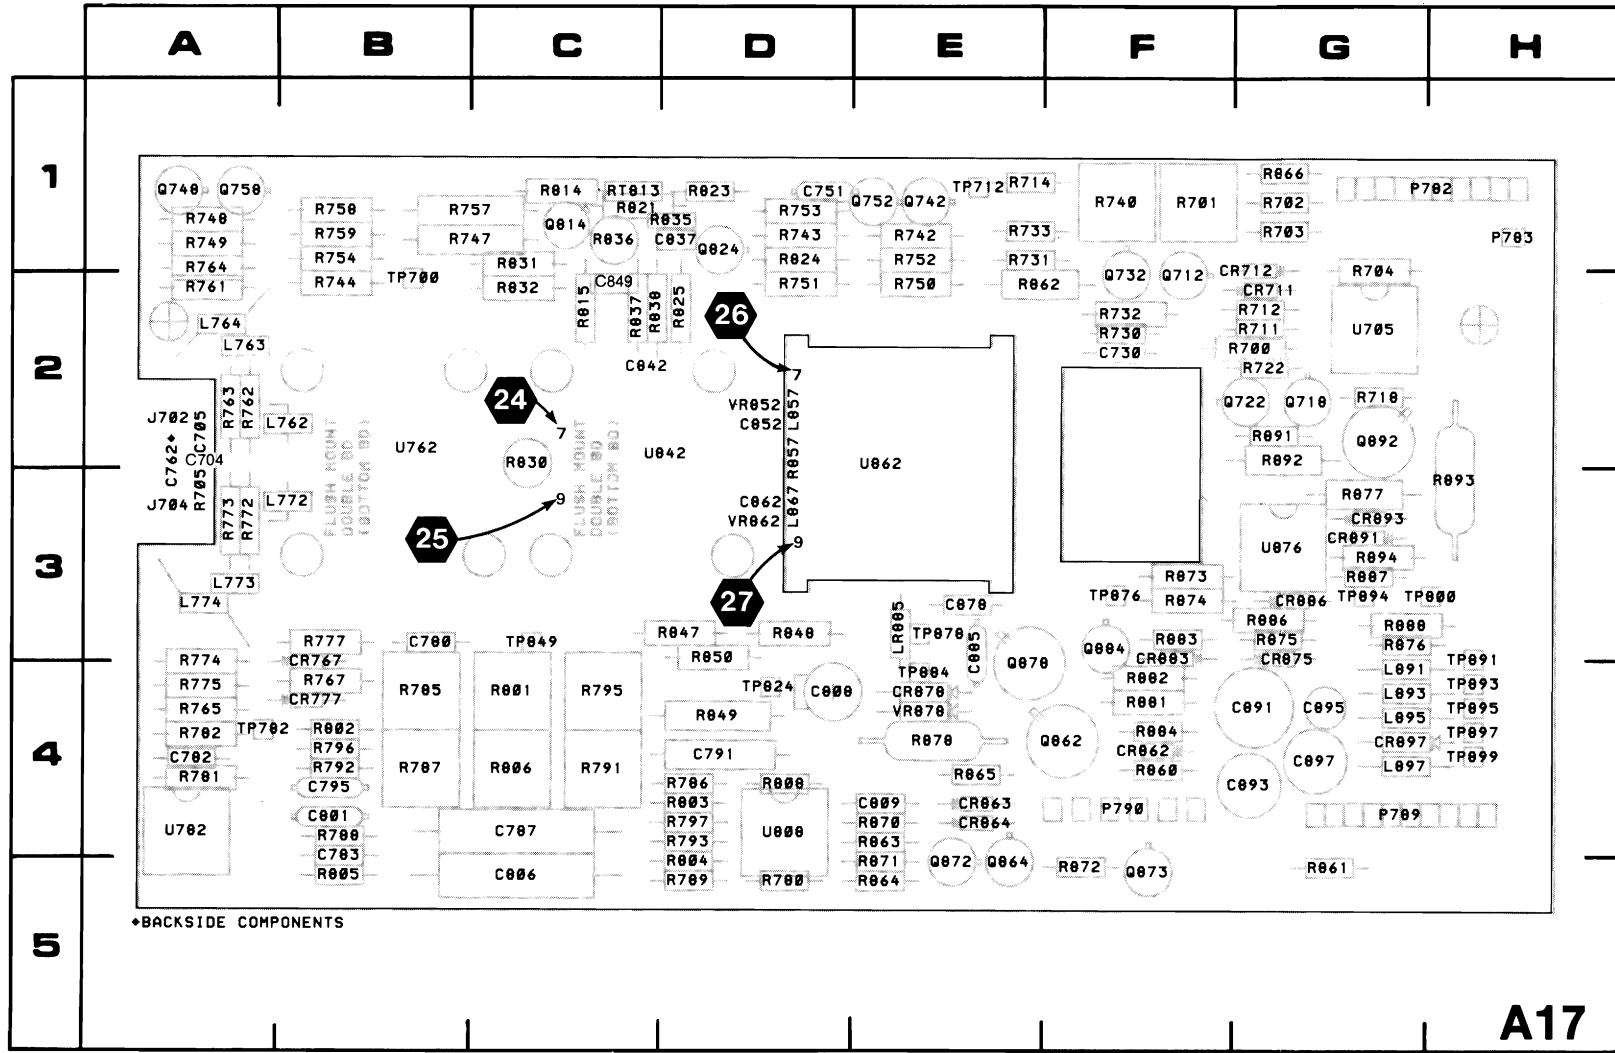 A B C D E F G H
1
Q748 Q758 R814 RT813 R823 C751 Q752 Q742 TP712 R714 R740 R701 R866 P782
R748 R758 R757 Q814 R821 R835 R753 R702
R749 R759 R747 R836 C837 Q824 R743 R742 R733 R703 P783
R764 R754 R831 R824 R752 R731 Q732 Q712 CR712 R704
R761 R744 TP700 R832 C849 R815 R837 R838 R825 R751 R750 R862 CR711
2
L764 26 R732 R712 U705
L763 R730 R711
C842 7 C730 R700
R722
24 VR852 L857 Q722 Q718 R718
J702 C762◆ C705 R763 R762 L762 C852
U762 7 U842 R857 U862 R891 Q892
C704 R830 R892
J704 R705 R773 R772 L772 9 C862 L867 R877 R893
FLUSH MOUNT
DOUBLE BD
(BOTTOM BD)
FLUSH MOUNT
DOUBLE BD
(BOTTOM BD)
25 VR862 CR893
9 U876 CR891
3
R894
L773 R873 R887
L774 27 LR885 C878 TP876 R874 CR886 TP894 TP800
R886 R888
R777 C780 TP849 R847 R848 TP878 C885 Q878 Q884 R883 R875 R876
R774 CR767 R850 TP884 CR883 CR875 L891 TP891
R775 R767 R785 R801 R795 TP824 C808 CR878 R882 L893 TP893
R765 CR777 R849 VR878 R881 C891 C895 L895 TP895
4
R782 TP782 R802 R878 Q862 R884 CR897 TP897
C782 R796 C791 CR862 C897 L897 TP899
R781 R792 R787 R806 R791 R865 R860
C795 R786 R808 C893
U782 C801 C787 R803 U808 C809 CR863 P790 P789
R788 R797 R870 CR864
R793 R863
C783 C806 R804 R871 Q872 Q864 R872 Q873 R861
R805 R789 R780 R864
◆BACKSIDE COMPONENTS
5
A17